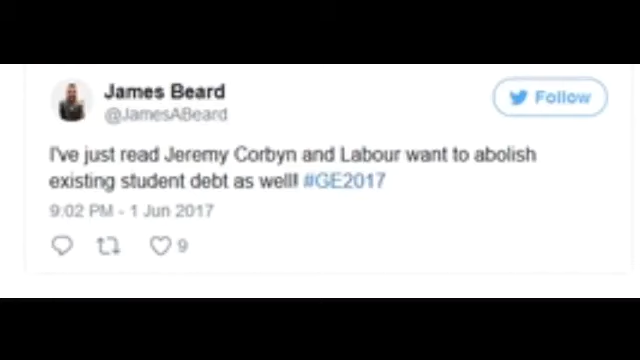 James Beard
@JamesABeard
Follow
I've just read Jeremy Corbyn and Labour want to abolish
existing student debt as well! #GE2017
9:02 PM - 1 Jun 2017
9